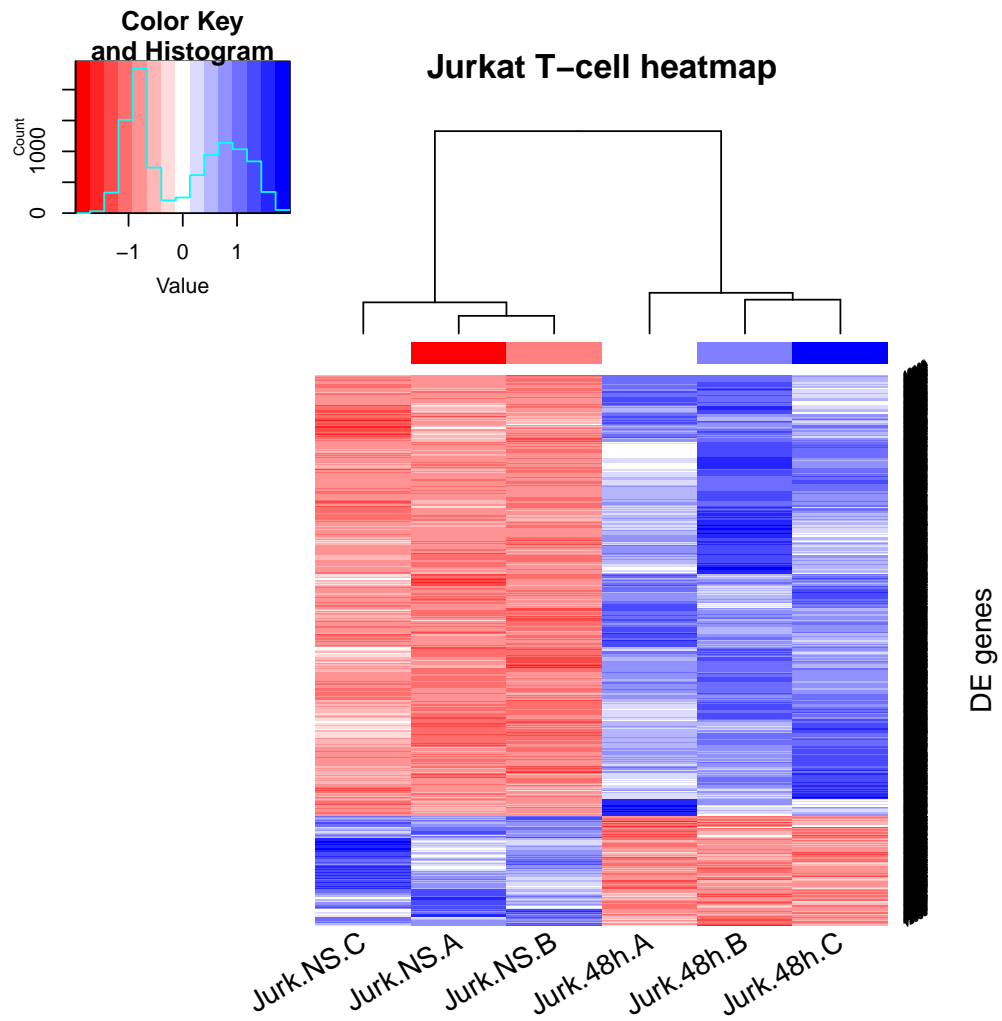 Color Key
and Histogram
Count
0
1000
−1
0
1
Value
Jurkat T−cell heatmap
DE genes
Jurk.NS.C
Jurk.NS.A
Jurk.NS.B
Jurk.48h.A
Jurk.48h.B
Jurk.48h.C